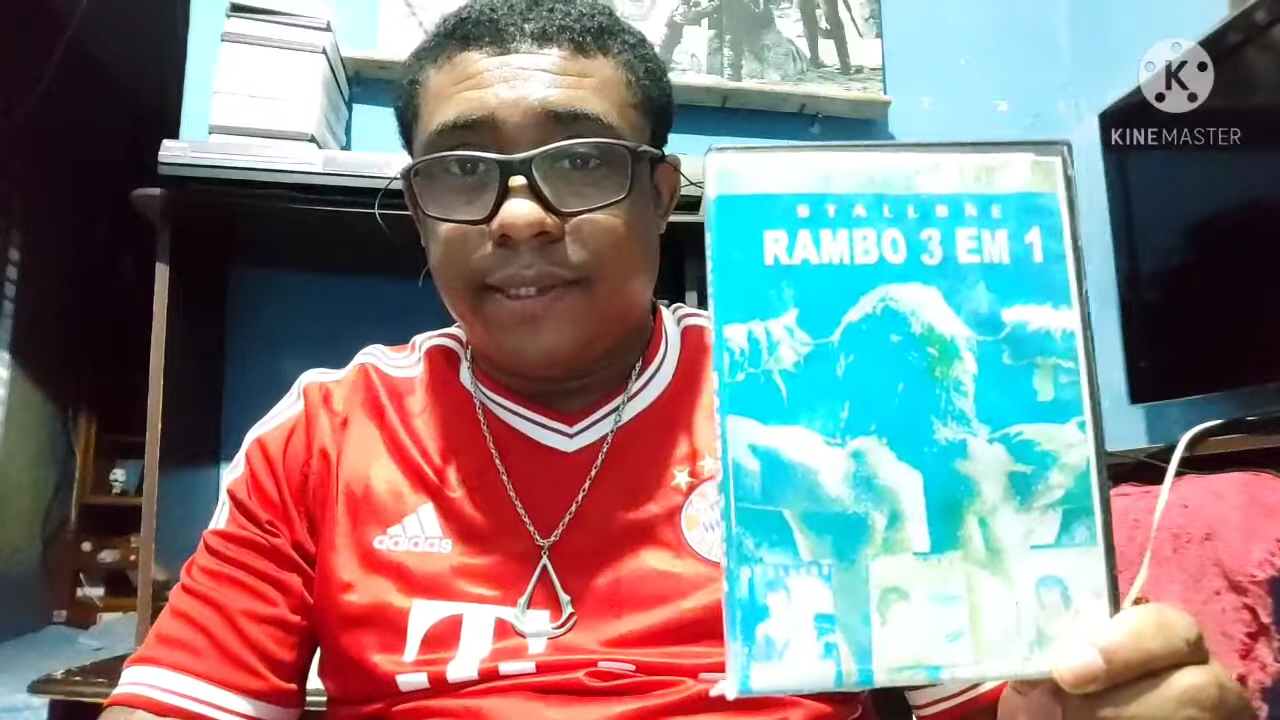 KINEMASTER
STALLONE
RAMBO 3 EM 1
adidas
T